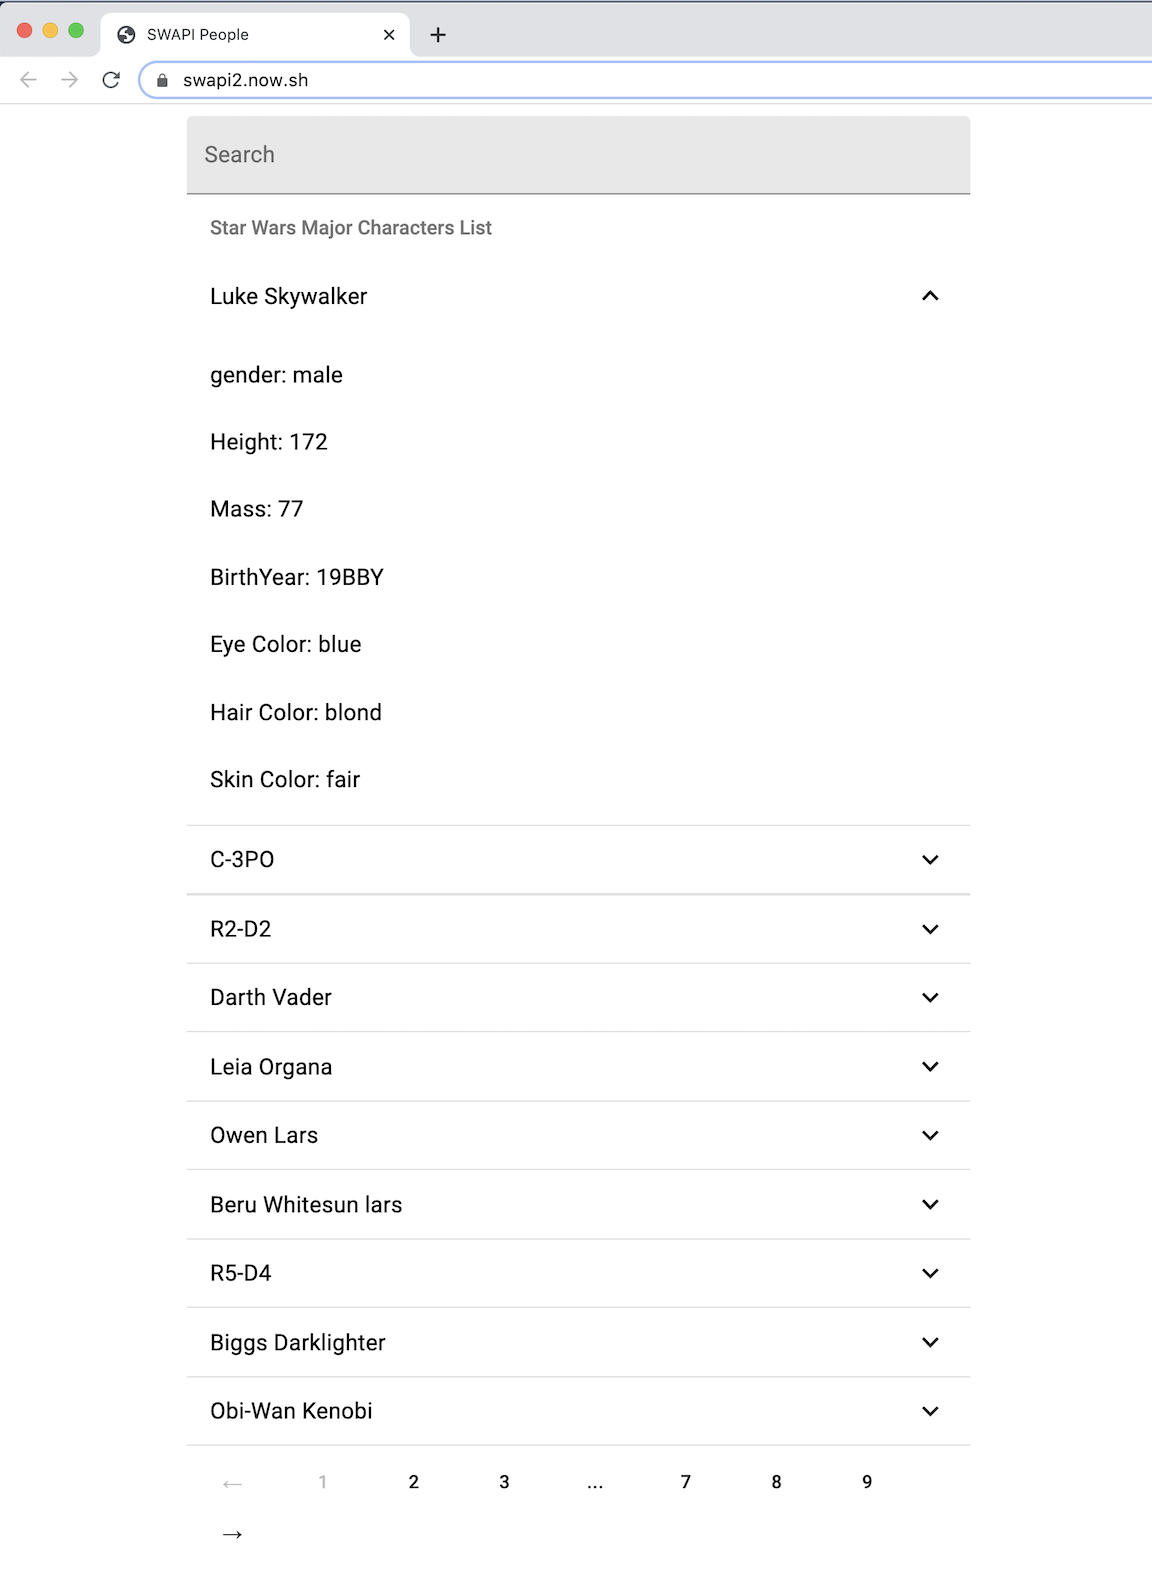 SWAPI People
swapi2.now.sh
Search
Star Wars Major Characters List
Luke Skywalker
gender: male
Height: 172
Mass: 77
BirthYear: 19BBY
Eye Color: blue
Hair Color: blond
Skin Color: fair
C-3PO
R2-D2
Darth Vader
Leia Organa
Owen Lars
Beru Whitesun lars
R5-D4
Biggs Darklighter
Obi-Wan Kenobi
← 1 2 3 ... 7 8 9
→